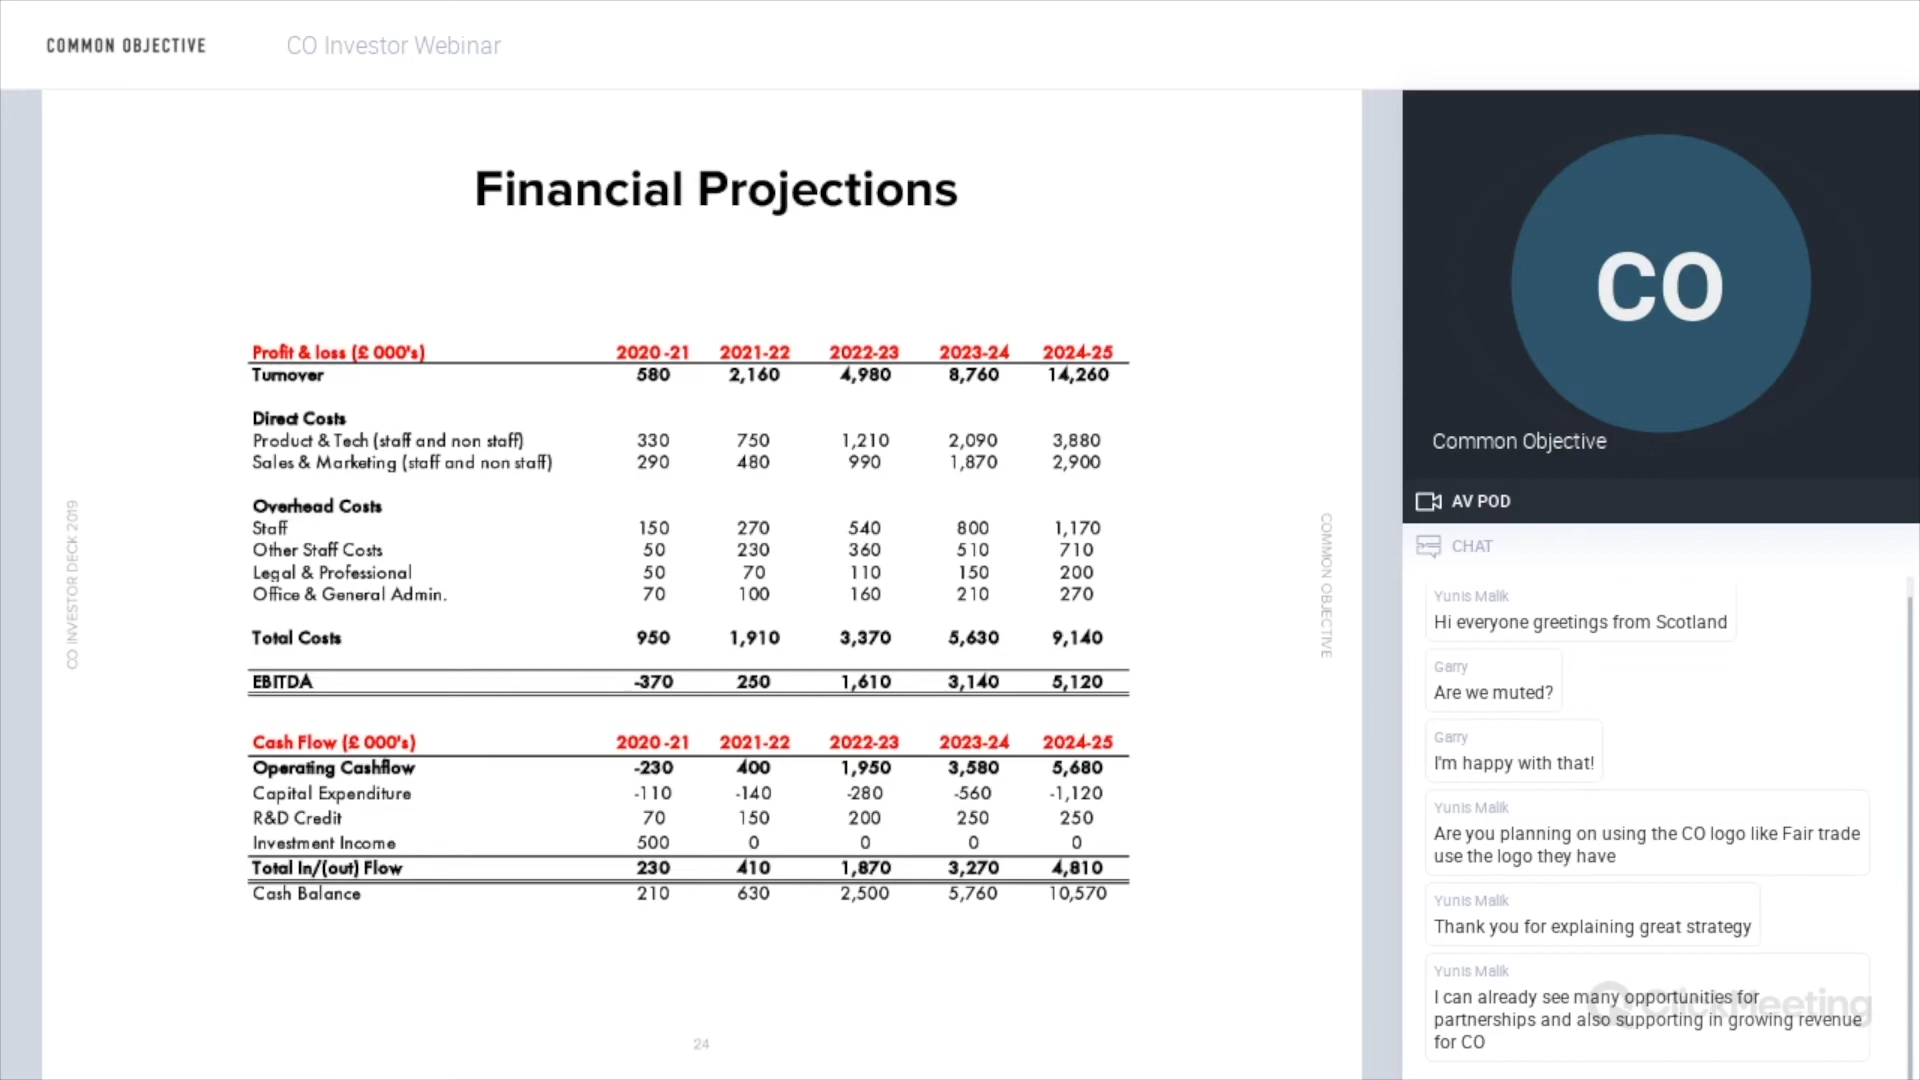 COMMON OBJECTIVE
CO Investor Webinar
Financial Projections
Profit & loss (£ 000's) 2020-21 2021-22 2022-23 2023-24 2024-25
Turnover 580 2,160 4,980 8,760 14,260
Direct Costs
Product & Tech (staff and non staff) 330 750 1,210 2,090 3,880
Sales & Marketing (staff and non staff) 290 480 990 1,870 2,900
Overhead Costs
Staff 150 270 540 800 1,170
Other Staff Costs 50 230 360 510 710
Legal & Professional 50 70 110 150 200
Office & General Admin. 70 100 160 210 270
Total Costs 950 1,910 3,370 5,630 9,140
EBITDA -370 250 1,610 3,140 5,120
Cash Flow (£ 000's) 2020-21 2021-22 2022-23 2023-24 2024-25
Operating Cashflow -230 400 1,950 3,580 5,680
Capital Expenditure -110 -140 -280 -560 -1,120
R&D Credit 70 150 200 250 250
Investment Income 500 0 0 0 0
Total In/(out) Flow 230 410 1,870 3,270 4,810
Cash Balance 210 630 2,500 5,760 10,570
CO INVESTOR DECK 2019
COMMON OBJECTIVE
24
CO
Common Objective
AV POD
CHAT
Yunis Malik
Hi everyone greetings from Scotland
Garry
Are we muted?
Garry
I'm happy with that!
Yunis Malik
Are you planning on using the CO logo like Fair trade
use the logo they have
Yunis Malik
Thank you for explaining great strategy
Yunis Malik
I can already see many opportunities for
partnerships and also supporting in growing revenue
for CO
ClickMeeting